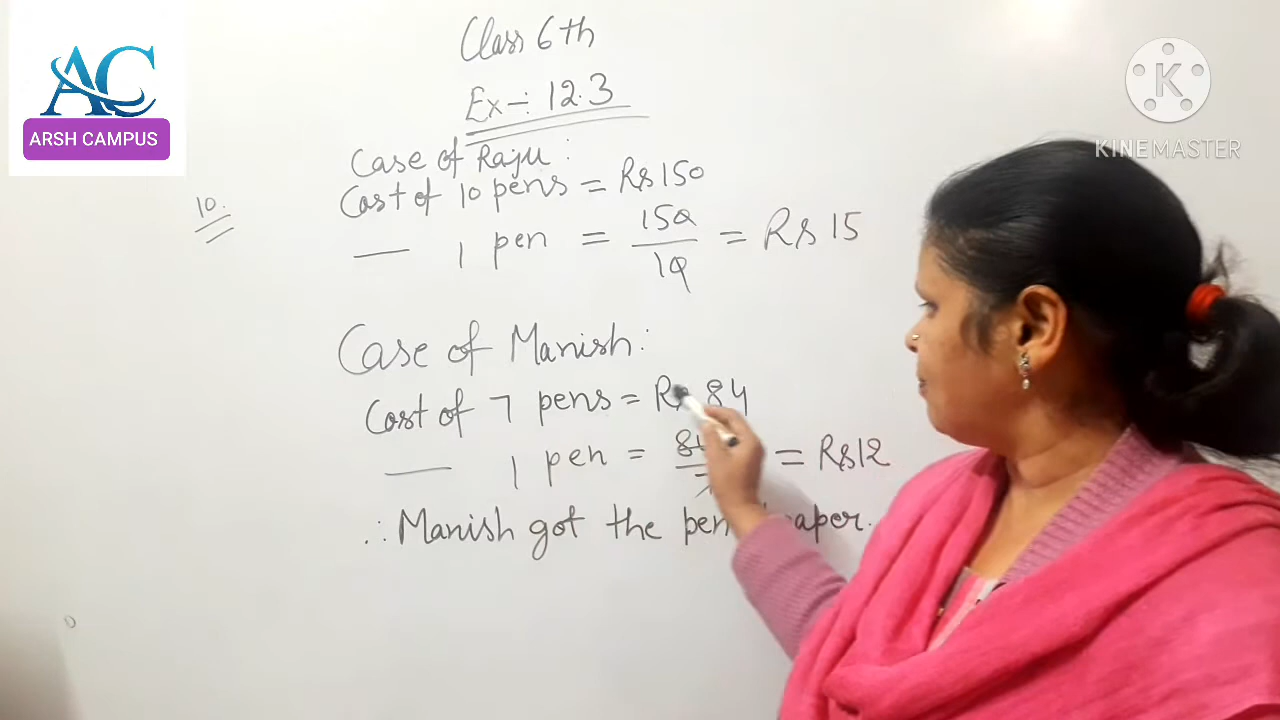 AC
ARSH CAMPUS
K
KINEMASTER
Class 6th
Ex-: 12.3
10.
Case of Raju:
Cost of 10 pens = Rs 150
— 1 pen = 150/10 = Rs 15
Case of Manish:
Cost of 7 pens = Rs 84
— 1 pen = 84/7 = Rs 12
∴ Manish got the pen